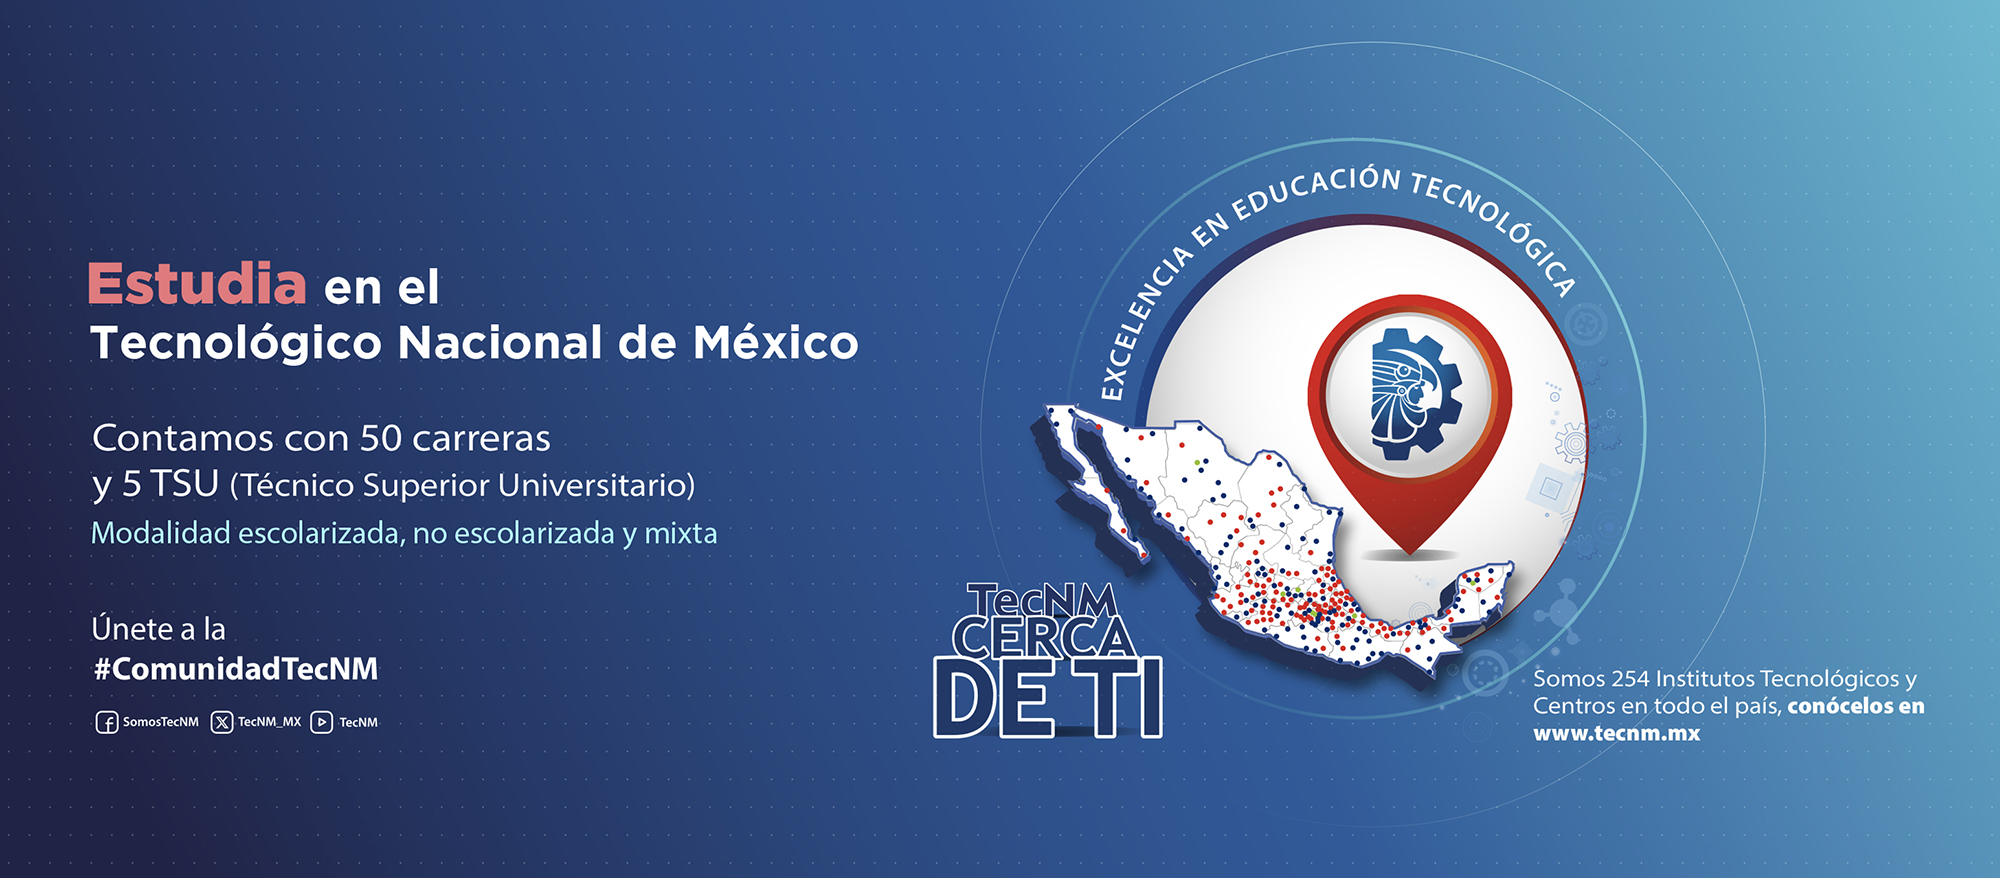 Estudia en el
Tecnológico Nacional de México
Contamos con 50 carreras
y 5 TSU (Técnico Superior Universitario)
Modalidad escolarizada, no escolarizada y mixta
Únete a la
#ComunidadTecNM
SomosTecNM TecNM_MX TecNM
EXCELENCIA EN EDUCACIÓN TECNOLÓGICA
TecNM
CERCA
DE TI
Somos 254 Institutos Tecnológicos y
Centros en todo el país, conócelos en
www.tecnm.mx